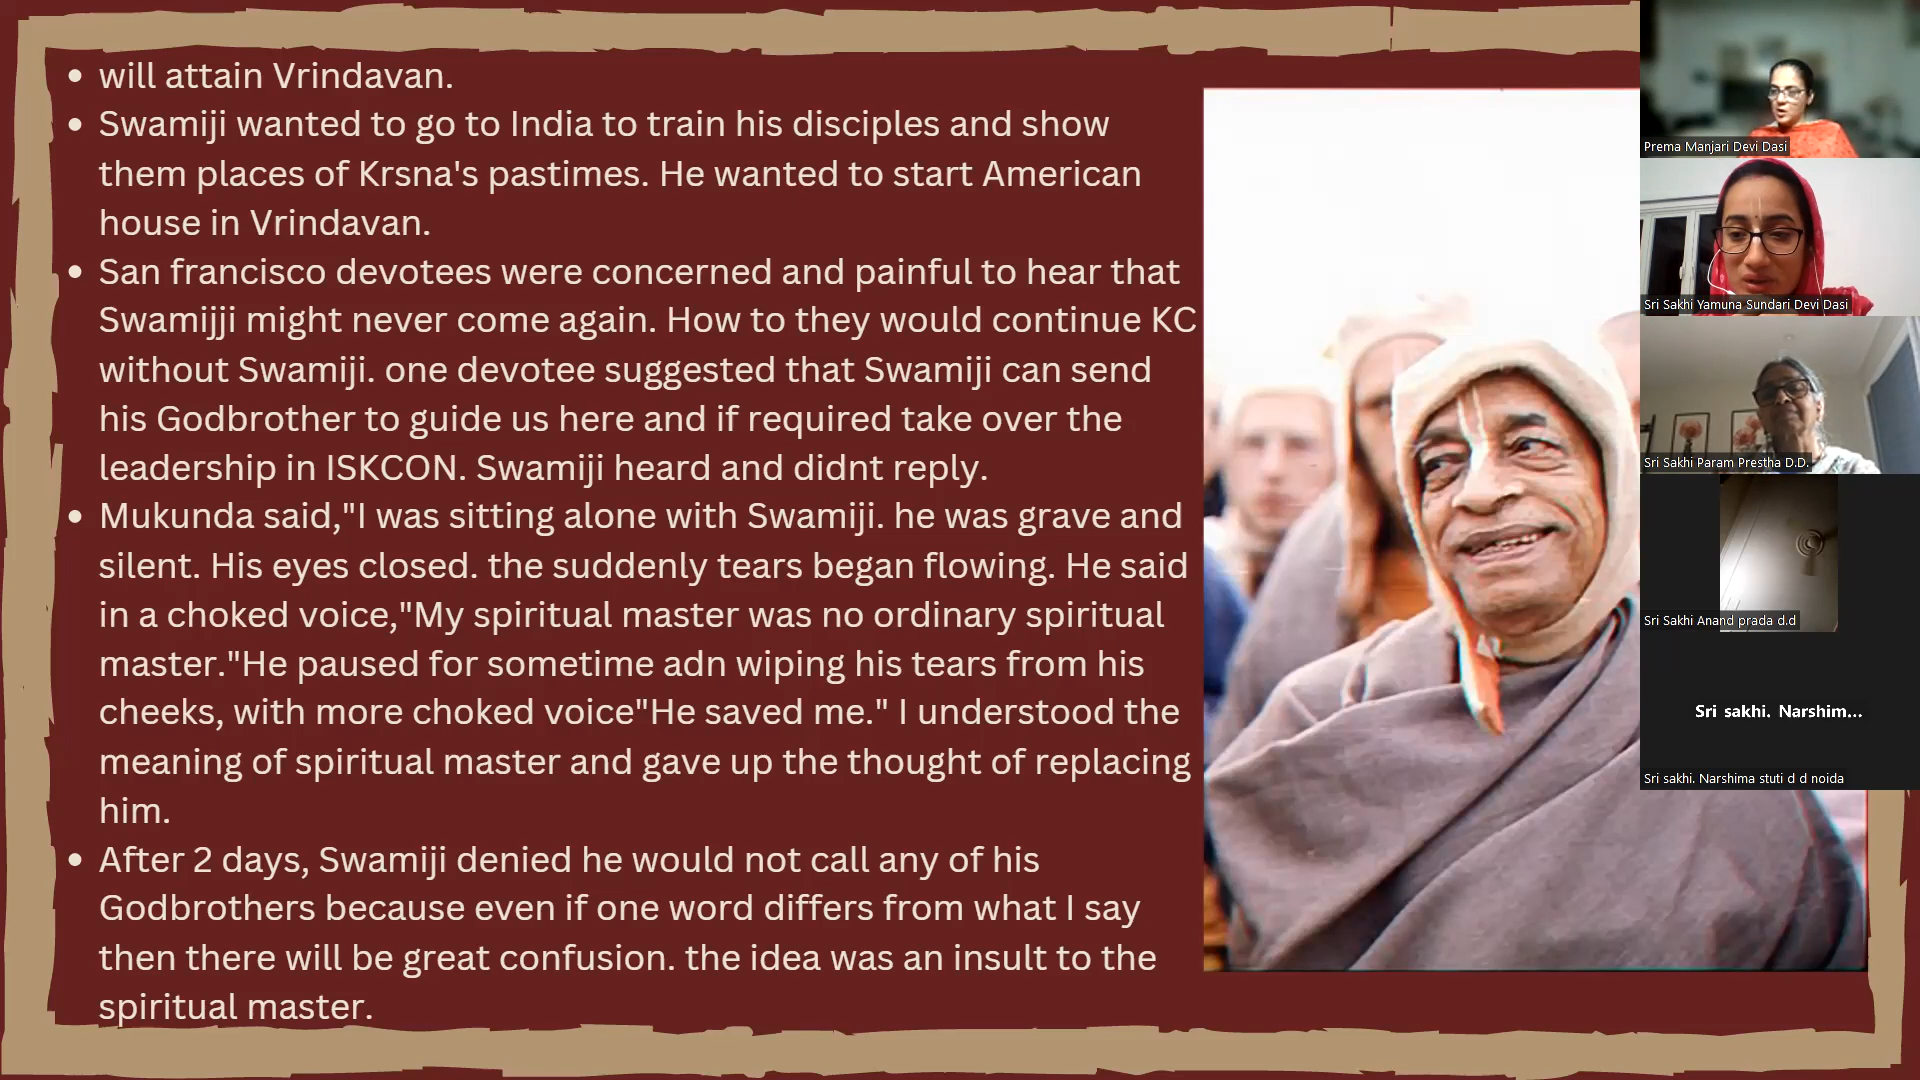 will attain Vrindavan.
Swamiji wanted to go to India to train his disciples and show
them places of Krsna's pastimes. He wanted to start American
house in Vrindavan.
San francisco devotees were concerned and painful to hear that
Swamijji might never come again. How to they would continue KC
without Swamiji. one devotee suggested that Swamiji can send
his Godbrother to guide us here and if required take over the
leadership in ISKCON. Swamiji heard and didnt reply.
Mukunda said,"I was sitting alone with Swamiji. he was grave and
silent. His eyes closed. the suddenly tears began flowing. He said
in a choked voice,"My spiritual master was no ordinary spiritual
master."He paused for sometime adn wiping his tears from his
cheeks, with more choked voice"He saved me." I understood the
meaning of spiritual master and gave up the thought of replacing
him.
After 2 days, Swamiji denied he would not call any of his
Godbrothers because even if one word differs from what I say
then there will be great confusion. the idea was an insult to the
spiritual master.
Prema Manjari Devi Dasi
Sri Sakhi Yamuna Sundari Devi Dasi
Sri Sakhi Param Prestha D.D.
Sri Sakhi Anand prada d.d
Sri sakhi. Narshim...
Sri sakhi. Narshima stuti d d noida